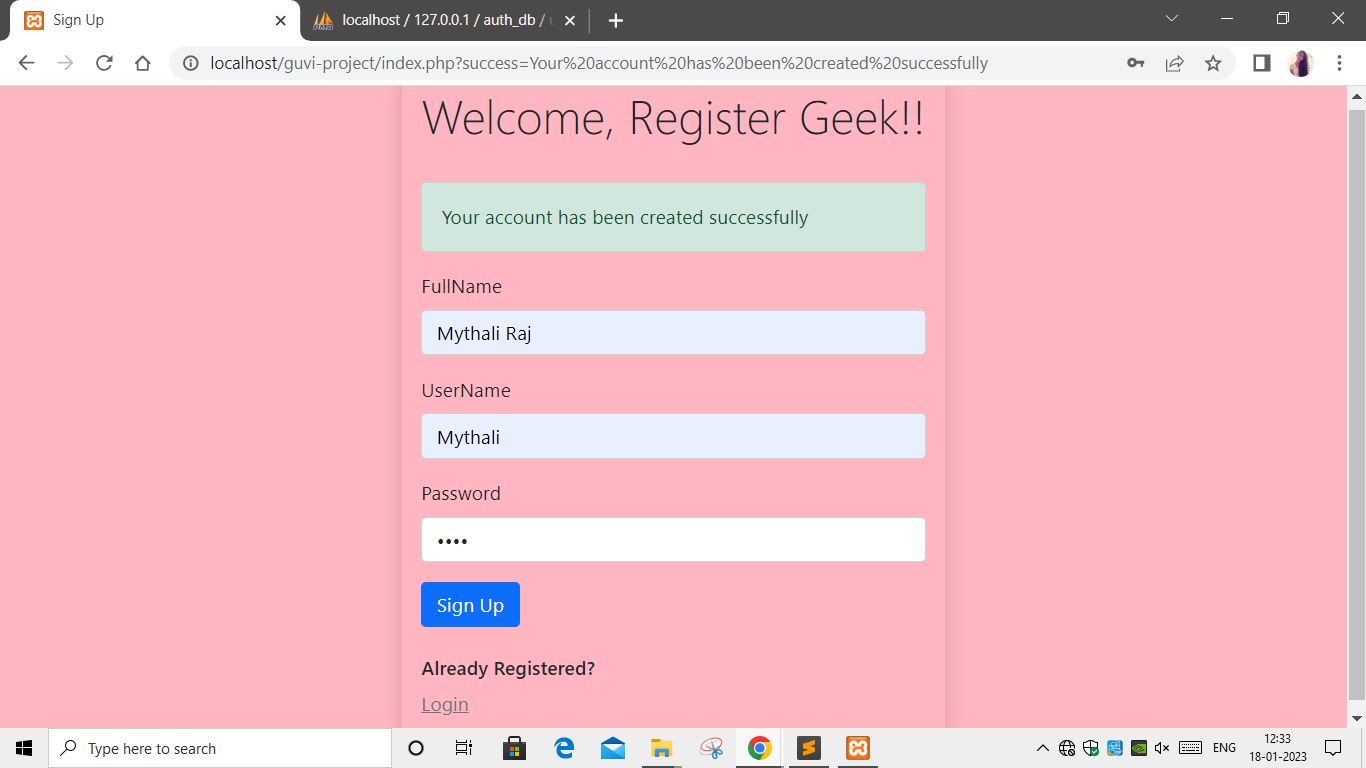 Sign Up
localhost / 127.0.0.1 / auth_db /
localhost/guvi-project/index.php?success=Your%20account%20has%20been%20created%20successfully
Welcome, Register Geek!!
Your account has been created successfully
FullName
Mythali Raj
UserName
Mythali
Password
••••
Sign Up
Already Registered?
Login
Type here to search
ENG
12:33
18-01-2023